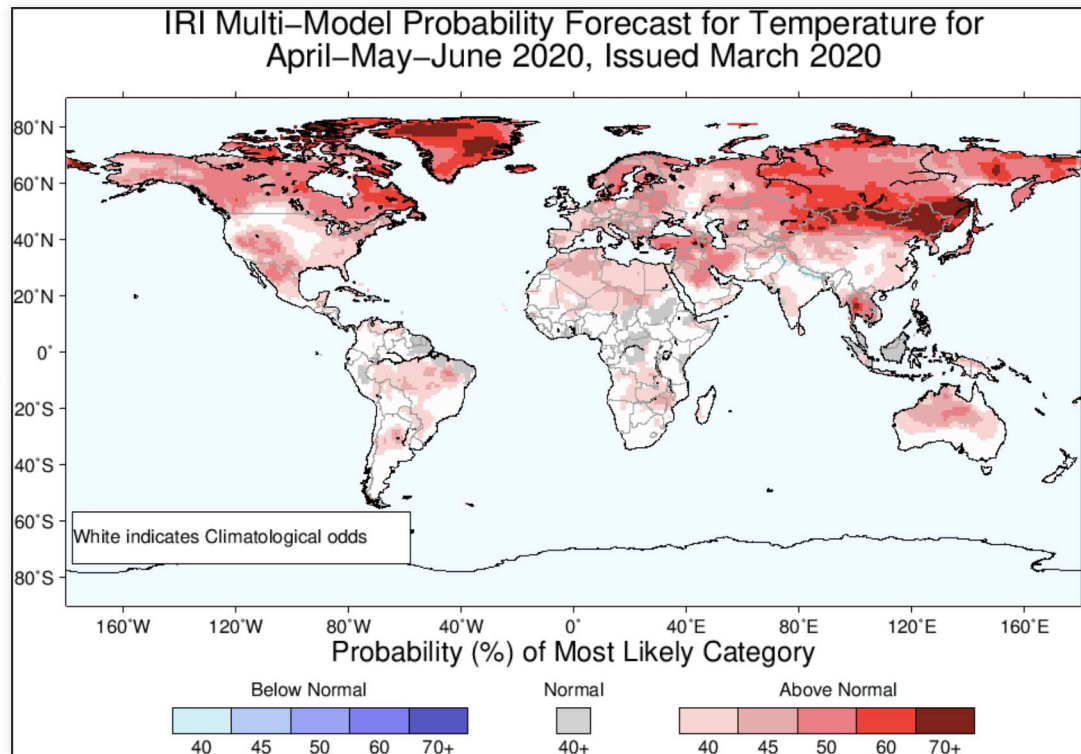 IRI Multi-Model Probability Forecast for Temperature for
April-May-June 2020, Issued March 2020
80˚N
60˚N
40˚N
20˚N
0˚
20˚S
40˚S
60˚S
80˚S
White indicates Climatological odds
160˚W 120˚W 80˚W 40˚W 0˚ 40˚E 80˚E 120˚E 160˚E
Probability (%) of Most Likely Category
Below Normal Normal Above Normal
40 45 50 60 70+ 40+ 40 45 50 60 70+